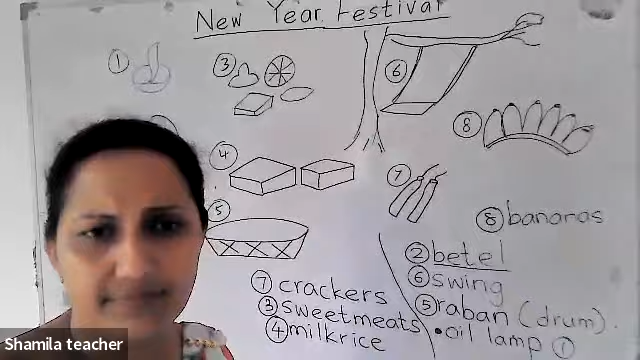 New Year Festival
①
③
⑥
⑧
④
⑦
⑤
⑧ bananas
② betel
⑥ swing
⑤ raban (drum).
• oil lamp ①
⑦ crackers
③ sweetmeats
④ milkrice
Shamila teacher